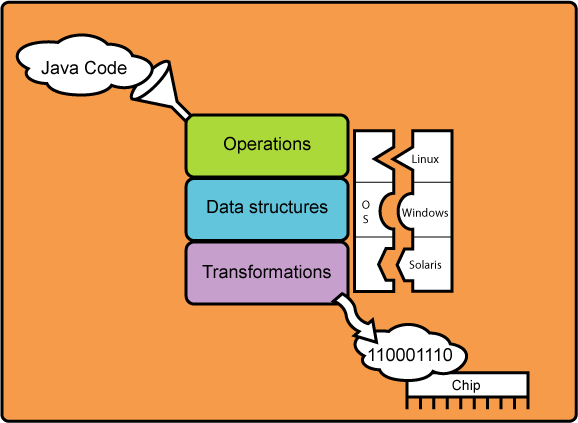 Java Code
Operations
Data structures
Transformations
O
S
Linux
Windows
Solaris
110001110
Chip